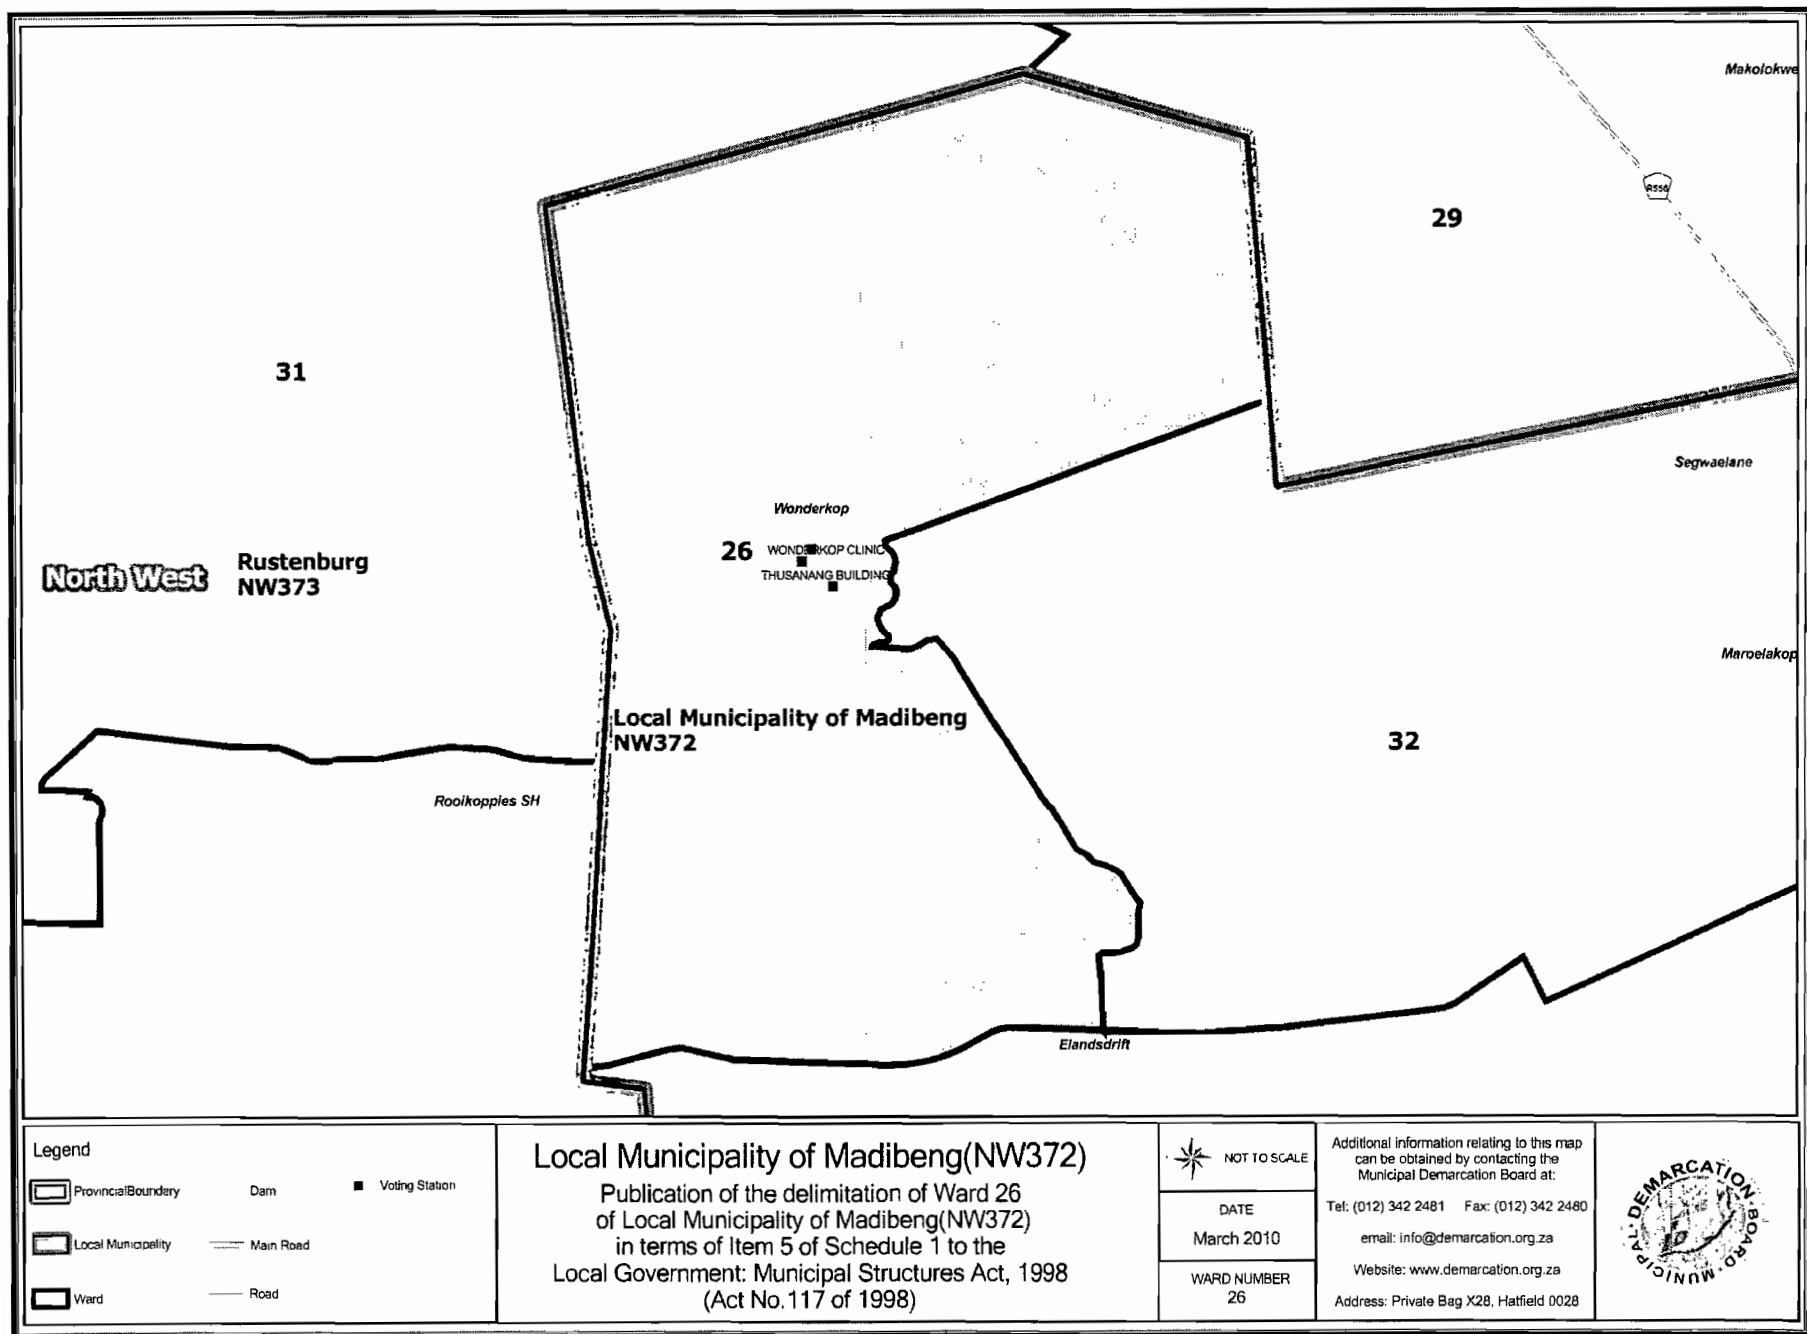 Makolokwe
R556
29
31
Segwaelane
Wonderkop
26
WONDERKOP CLINIC
THUSANANG BUILDING
North West
Rustenburg
NW373
Maroelakop
Local Municipality of Madibeng
NW372
32
Rooikoppies SH
Elandsdrift
Legend
ProvincialBoundary
Dam
Voting Station
Local Municipality
Main Road
Ward
Road
Local Municipality of Madibeng(NW372)
Publication of the delimitation of Ward 26
of Local Municipality of Madibeng(NW372)
in terms of Item 5 of Schedule 1 to the
Local Government: Municipal Structures Act, 1998
(Act No.117 of 1998)
NOT TO SCALE
DATE
March 2010
WARD NUMBER
26
Additional information relating to this map
can be obtained by contacting the
Municipal Demarcation Board at:
Tel: (012) 342 2481 Fax: (012) 342 2480
email: info@demarcation.org.za
Website: www.demarcation.org.za
Address: Private Bag X28, Hatfield 0028
MUNICIPAL · DEMARCATION · BOARD